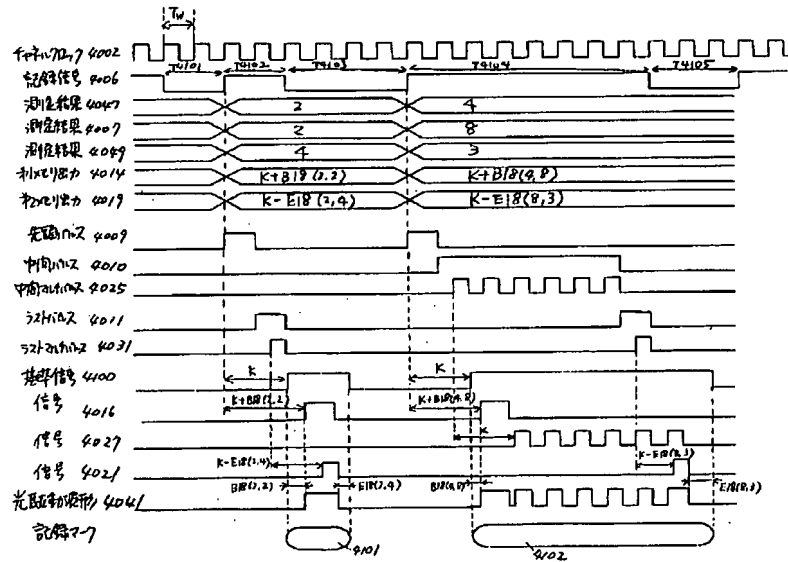 Tw
チャネルクロック 4002
T4101 T4102 T4103 T4104 T4105
記録信号 4006
測定結果 4047 2 4
測定結果 4007 2 8
測定結果 4049 4 3
第1メモリ出力 4014 K+B18(2,2) K+B18(4,8)
第2メモリ出力 4019 K-E18(2,4) K-E18(8,3)
先頭パルス 4009
中間パルス 4010
中間マルチパルス 4025
ラストパルス 4011
ラストマルチパルス 4031
基準信号 4100 K K
信号 4016 K+B18(2,2) K+B18(4,8)
信号 4027 K
信号 4021 K-E18(2,4) K-E18(8,3)
B18(2,2) E18(2,4) B18(4,8) E18(8,3)
光駆動波形 4041
記録マーク 4101 4102